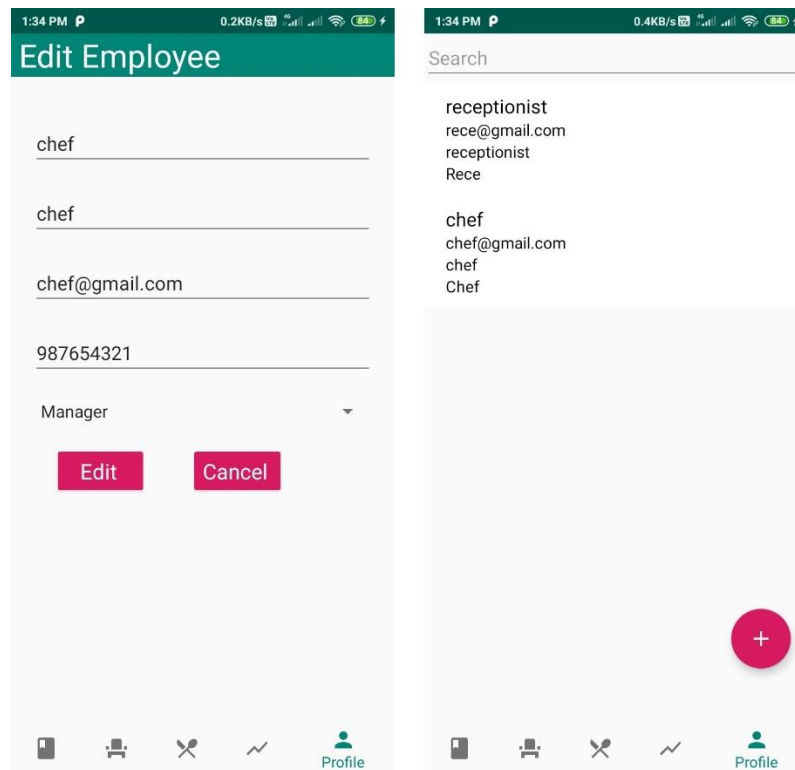 1:34 PM P 0.2KB/s 4G 84
Edit Employee
chef
chef
chef@gmail.com
987654321
Manager
Edit Cancel
Profile
1:34 PM P 0.4KB/s 4G 84
Search
receptionist
rece@gmail.com
receptionist
Rece
chef
chef@gmail.com
chef
Chef
+
Profile